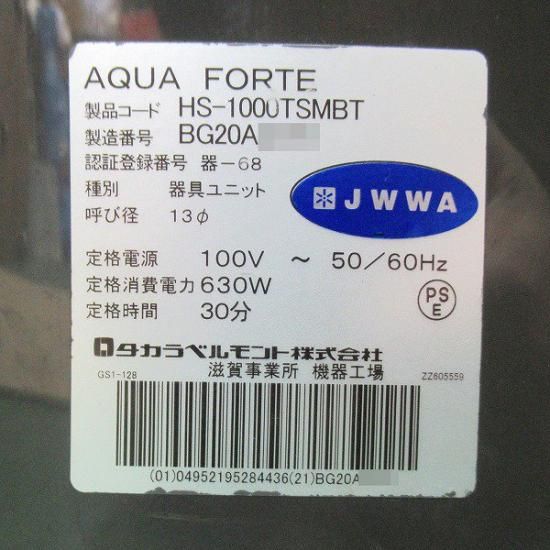 AQUA FORTE
製品コード HS-1000TSMBT
製造番号 BG20A
認証登録番号 器-68
種別 器具ユニット
呼び径 13φ
JWWA
定格電源 100V ~ 50/60Hz
定格消費電力 630W
定格時間 30分
PS
E
タカラベルモント株式会社
滋賀事業所 機器工場
GS1-128
ZZ605559
(01)04952195284436(21)BG20A